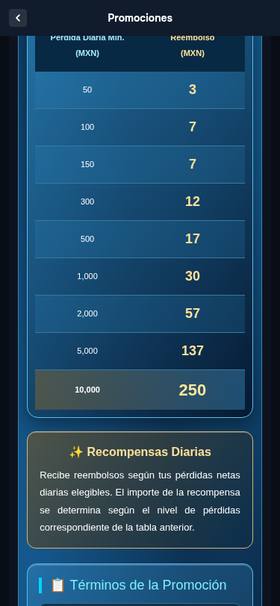 Promociones
Pérdida Diaria Mín. Reembolso
(MXN) (MXN)
50 3
100 7
150 7
300 12
500 17
1,000 30
2,000 57
5,000 137
10,000 250
✨ Recompensas Diarias
Recibe reembolsos según tus pérdidas netas
diarias elegibles. El importe de la recompensa
se determina según el nivel de pérdidas
correspondiente de la tabla anterior.
📋 Términos de la Promoción